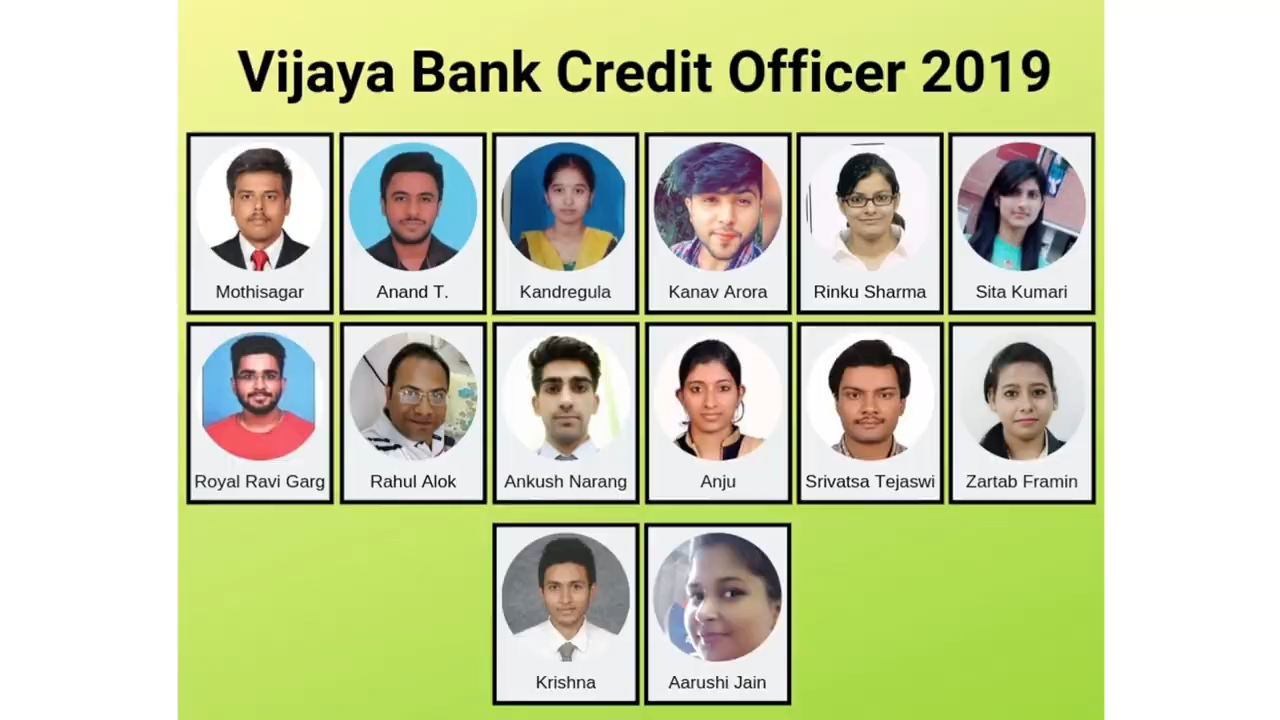 Vijaya Bank Credit Officer 2019
Mothisagar
Anand T.
Kandregula
Kanav Arora
Rinku Sharma
Sita Kumari
Royal Ravi Garg
Rahul Alok
Ankush Narang
Anju
Srivatsa Tejaswi
Zartab Framin
Krishna
Aarushi Jain